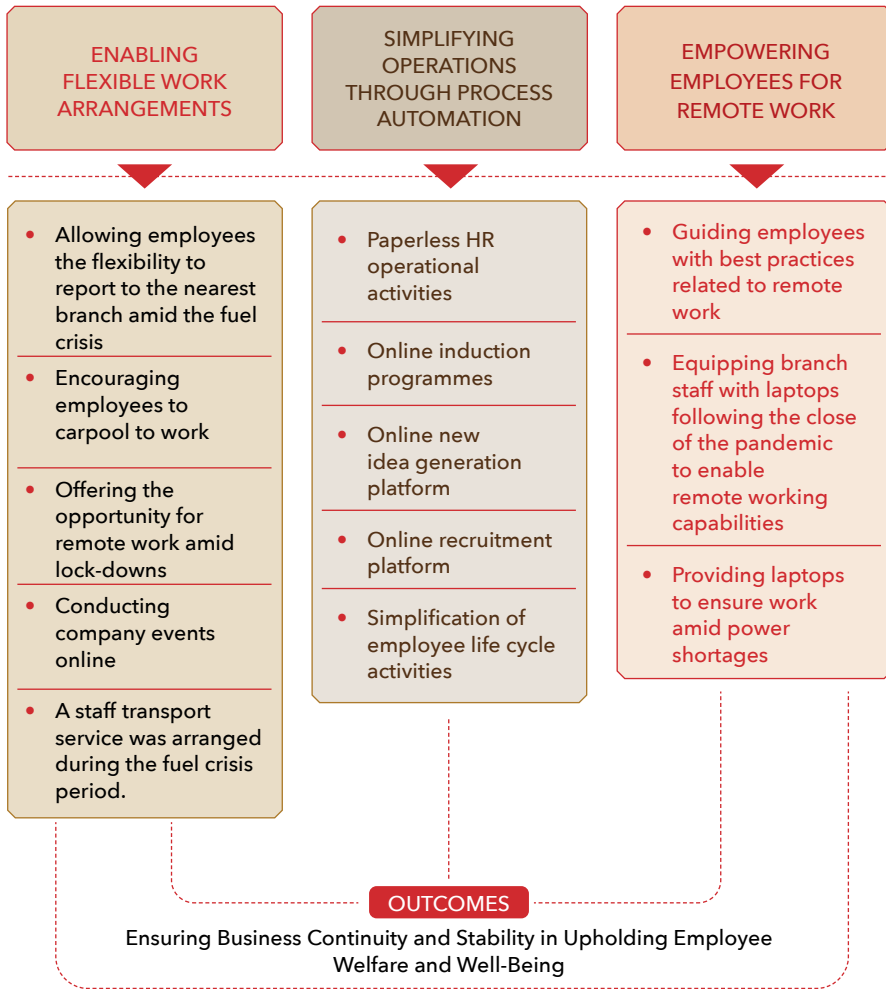 ENABLING
FLEXIBLE WORK
ARRANGEMENTS
SIMPLIFYING
OPERATIONS
THROUGH PROCESS
AUTOMATION
EMPOWERING
EMPLOYEES FOR
REMOTE WORK
• Allowing employees
the flexibility to
report to the nearest
branch amid the fuel
crisis
• Encouraging
employees to
carpool to work
• Offering the
opportunity for
remote work amid
lock-downs
• Conducting
company events
online
• A staff transport
service was arranged
during the fuel crisis
period.
• Paperless HR
operational
activities
• Online induction
programmes
• Online new
idea generation
platform
• Online recruitment
platform
• Simplification of
employee life cycle
activities
• Guiding employees
with best practices
related to remote
work
• Equipping branch
staff with laptops
following the close
of the pandemic
to enable
remote working
capabilities
• Providing laptops
to ensure work
amid power
shortages
OUTCOMES
Ensuring Business Continuity and Stability in Upholding Employee
Welfare and Well-Being